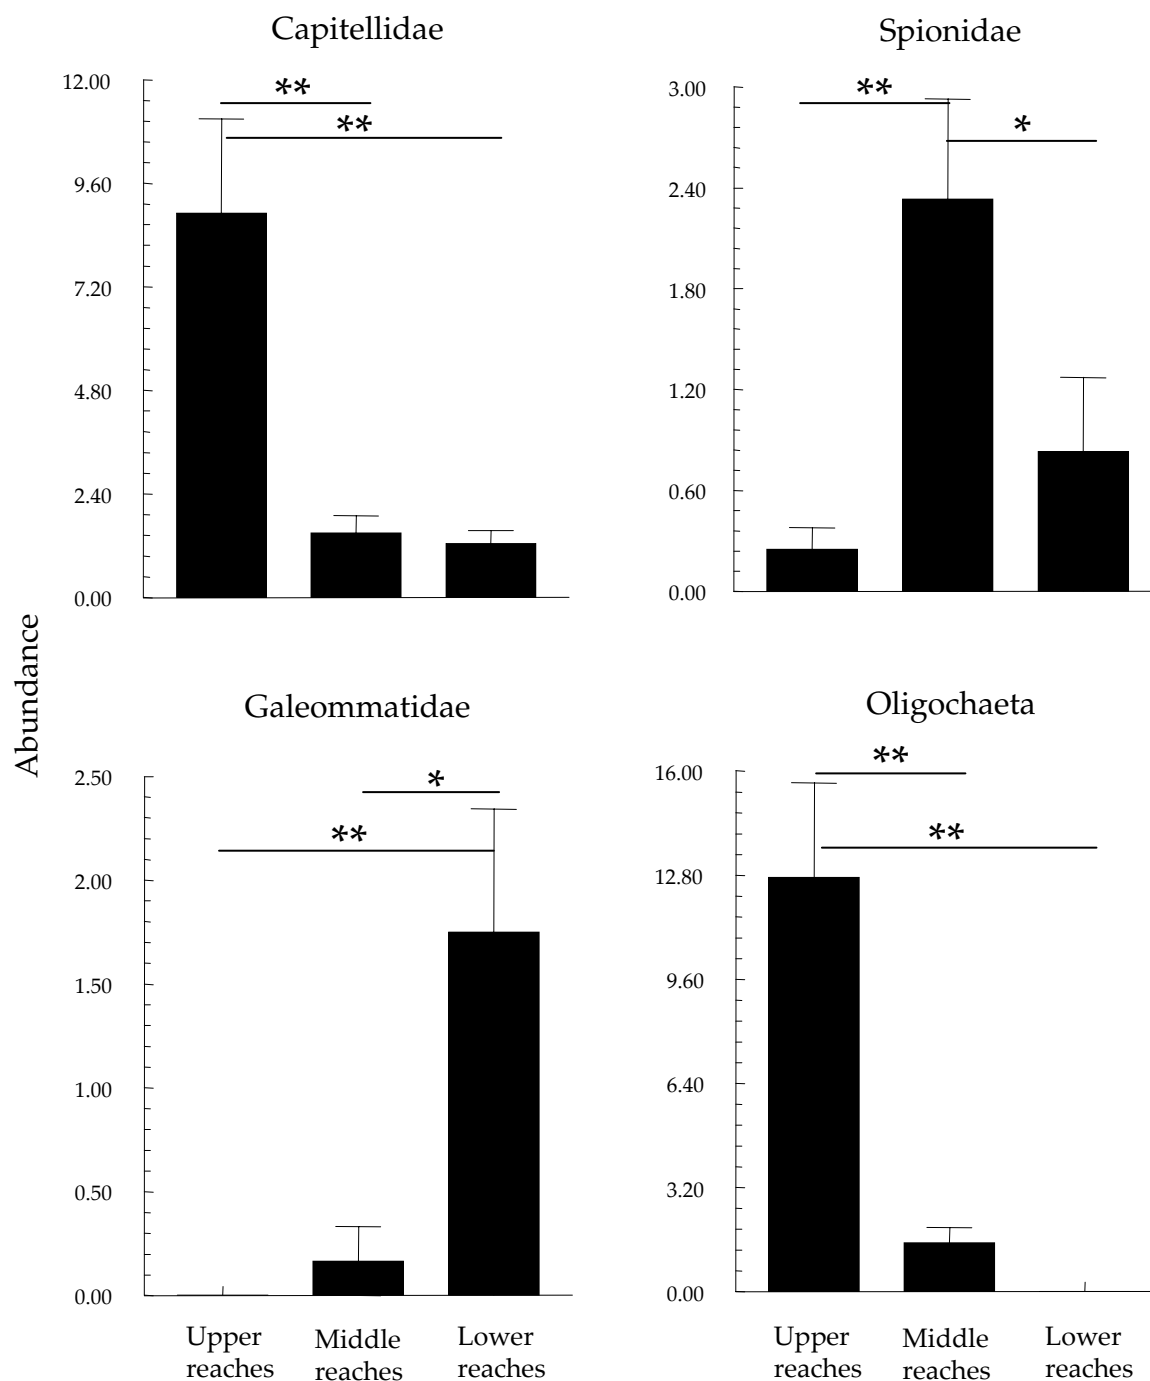 Capitellidae
Spionidae
12.00
**
**
9.60
7.20
4.80
2.40
0.00
3.00
**
*
2.40
1.80
1.20
0.60
0.00
Abundance
Galeommatidae
Oligochaeta
2.50
*
**
2.00
1.50
1.00
0.50
0.00
16.00
**
**
12.80
9.60
6.40
3.20
0.00
Upper
reaches
Middle
reaches
Lower
reaches
Upper
reaches
Middle
reaches
Lower
reaches